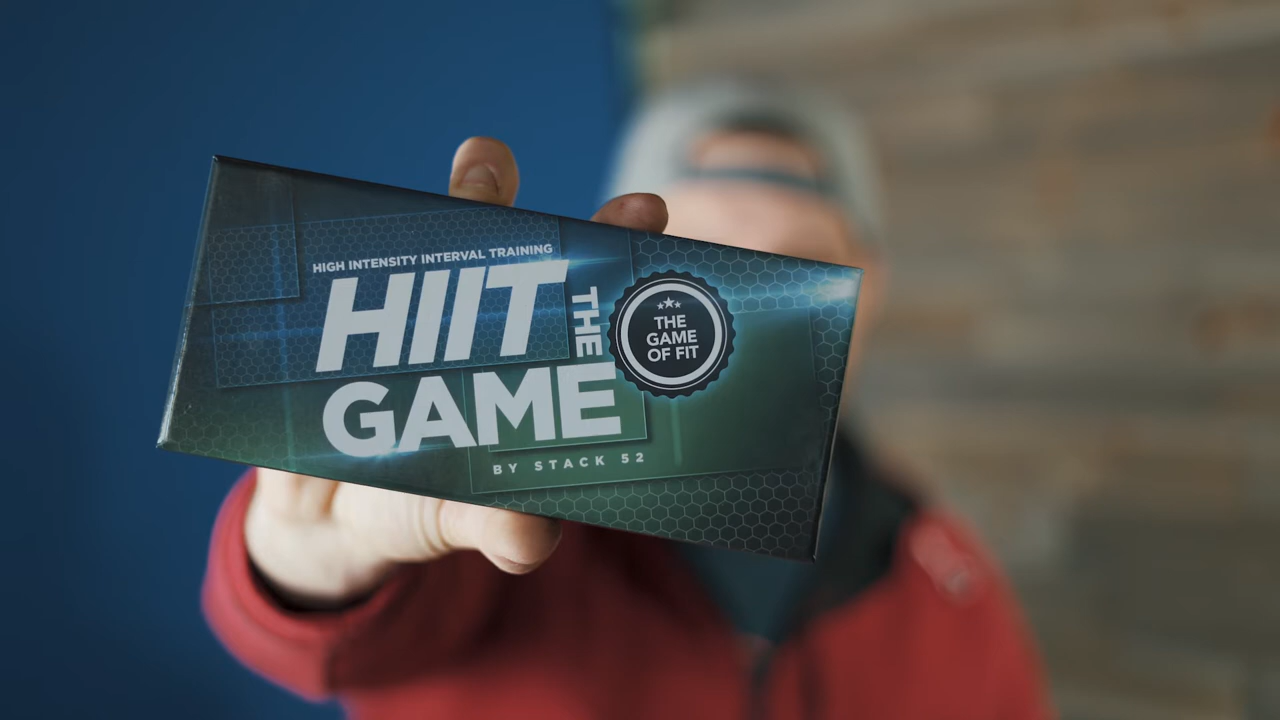 HIGH INTENSITY INTERVAL TRAINING
HIIT
THE
GAME
BY STACK 52
THE
GAME
OF FIT